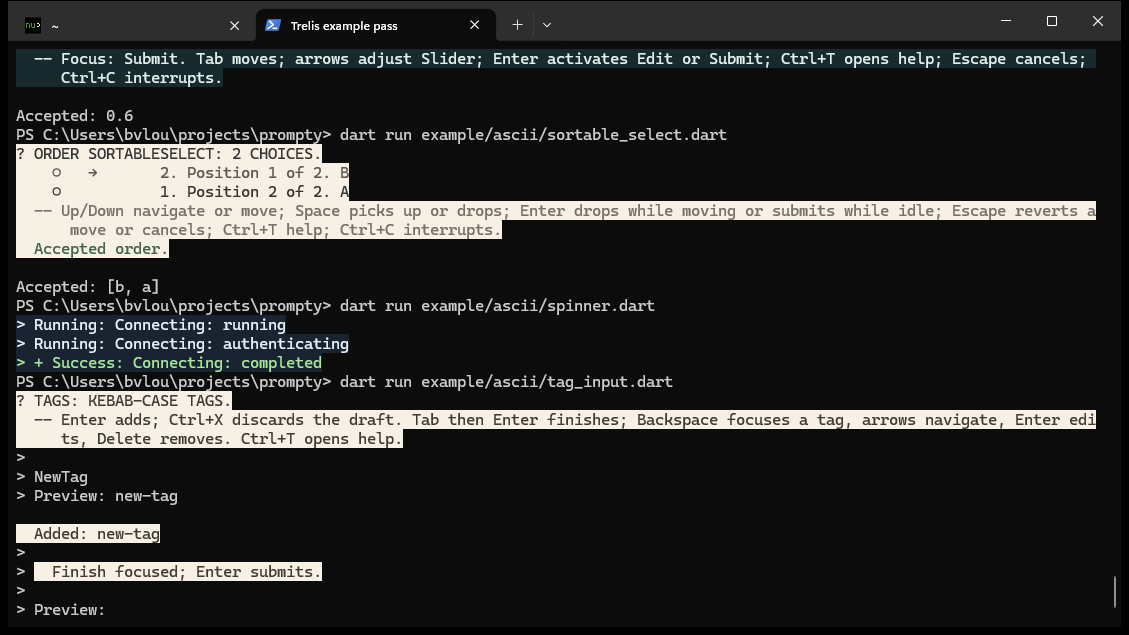 nu> ~
Trelis example pass
-- Focus: Submit. Tab moves; arrows adjust Slider; Enter activates Edit or Submit; Ctrl+T opens help; Escape cancels;
Ctrl+C interrupts.
Accepted: 0.6
PS C:\Users\bvlou\projects\prompty> dart run example/ascii/sortable_select.dart
? ORDER SORTABLESELECT: 2 CHOICES.
○ → 2. Position 1 of 2. B
○ 1. Position 2 of 2. A
-- Up/Down navigate or move; Space picks up or drops; Enter drops while moving or submits while idle; Escape reverts a
move or cancels; Ctrl+T help; Ctrl+C interrupts.
Accepted order.
Accepted: [b, a]
PS C:\Users\bvlou\projects\prompty> dart run example/ascii/spinner.dart
> Running: Connecting: running
> Running: Connecting: authenticating
> + Success: Connecting: completed
PS C:\Users\bvlou\projects\prompty> dart run example/ascii/tag_input.dart
? TAGS: KEBAB-CASE TAGS.
-- Enter adds; Ctrl+X discards the draft. Tab then Enter finishes; Backspace focuses a tag, arrows navigate, Enter edi
ts, Delete removes. Ctrl+T opens help.
>
> NewTag
> Preview: new-tag
Added: new-tag
>
> Finish focused; Enter submits.
>
> Preview: